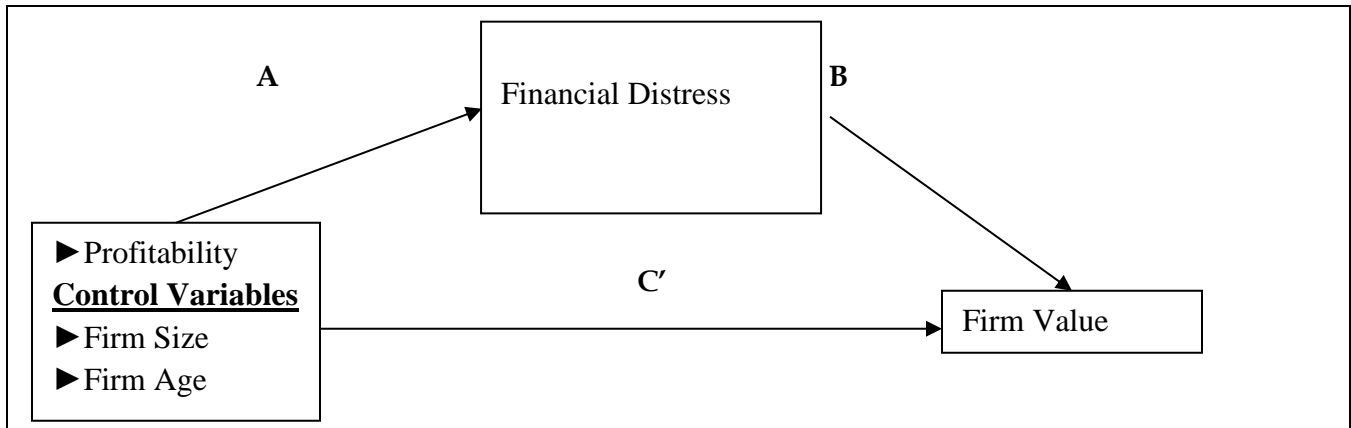 A
Financial Distress
B
►Profitability
Control Variables
►Firm Size
►Firm Age
C′
Firm Value